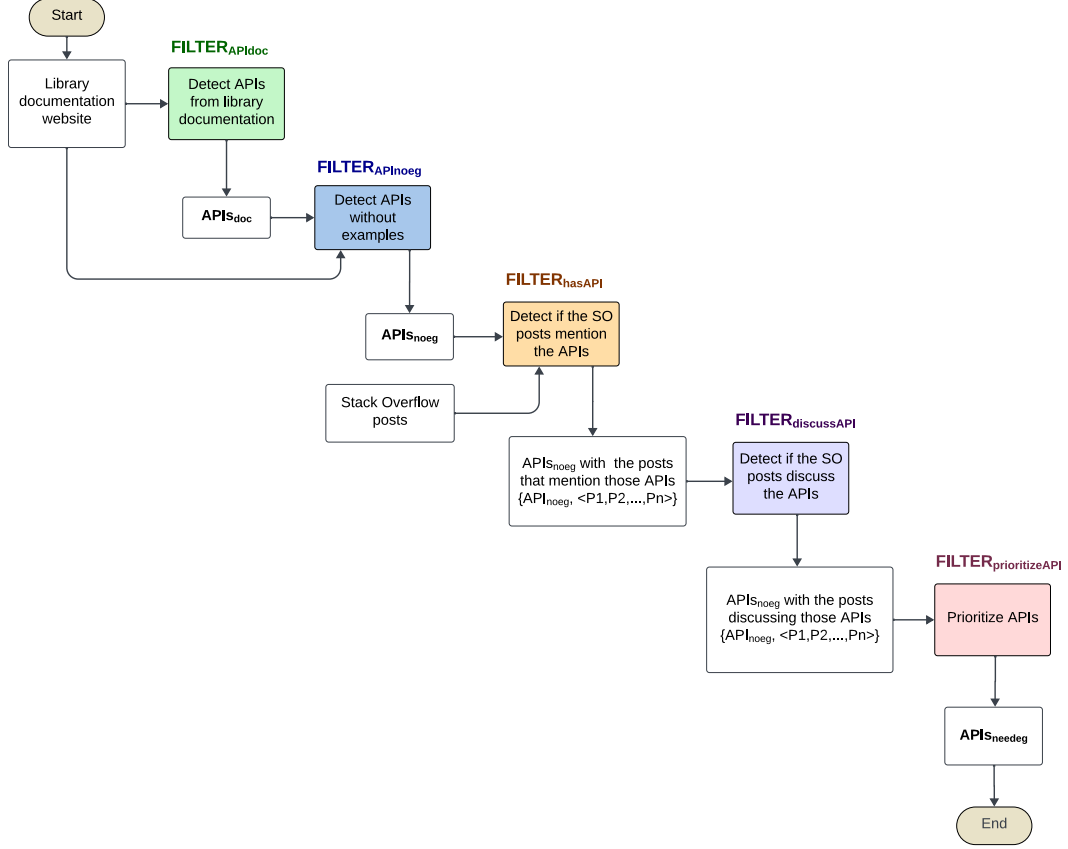 Start
Library
documentation
website
FILTERAPIdoc
Detect APIs
from library
documentation
APIsdoc
FILTERAPInoeg
Detect APIs
without
examples
APIsnoeg
Stack Overflow
posts
FILTERhasAPI
Detect if the SO
posts mention
the APIs
APIsnoeg with the posts
that mention those APIs
{APInoeg, <P1,P2,...,Pn>}
FILTERdiscussAPI
Detect if the SO
posts discuss
the APIs
APIsnoeg with the posts
discussing those APIs
{APInoeg, <P1,P2,...,Pn>}
FILTERprioritizeAPI
Prioritize APIs
APIsneedeg
End